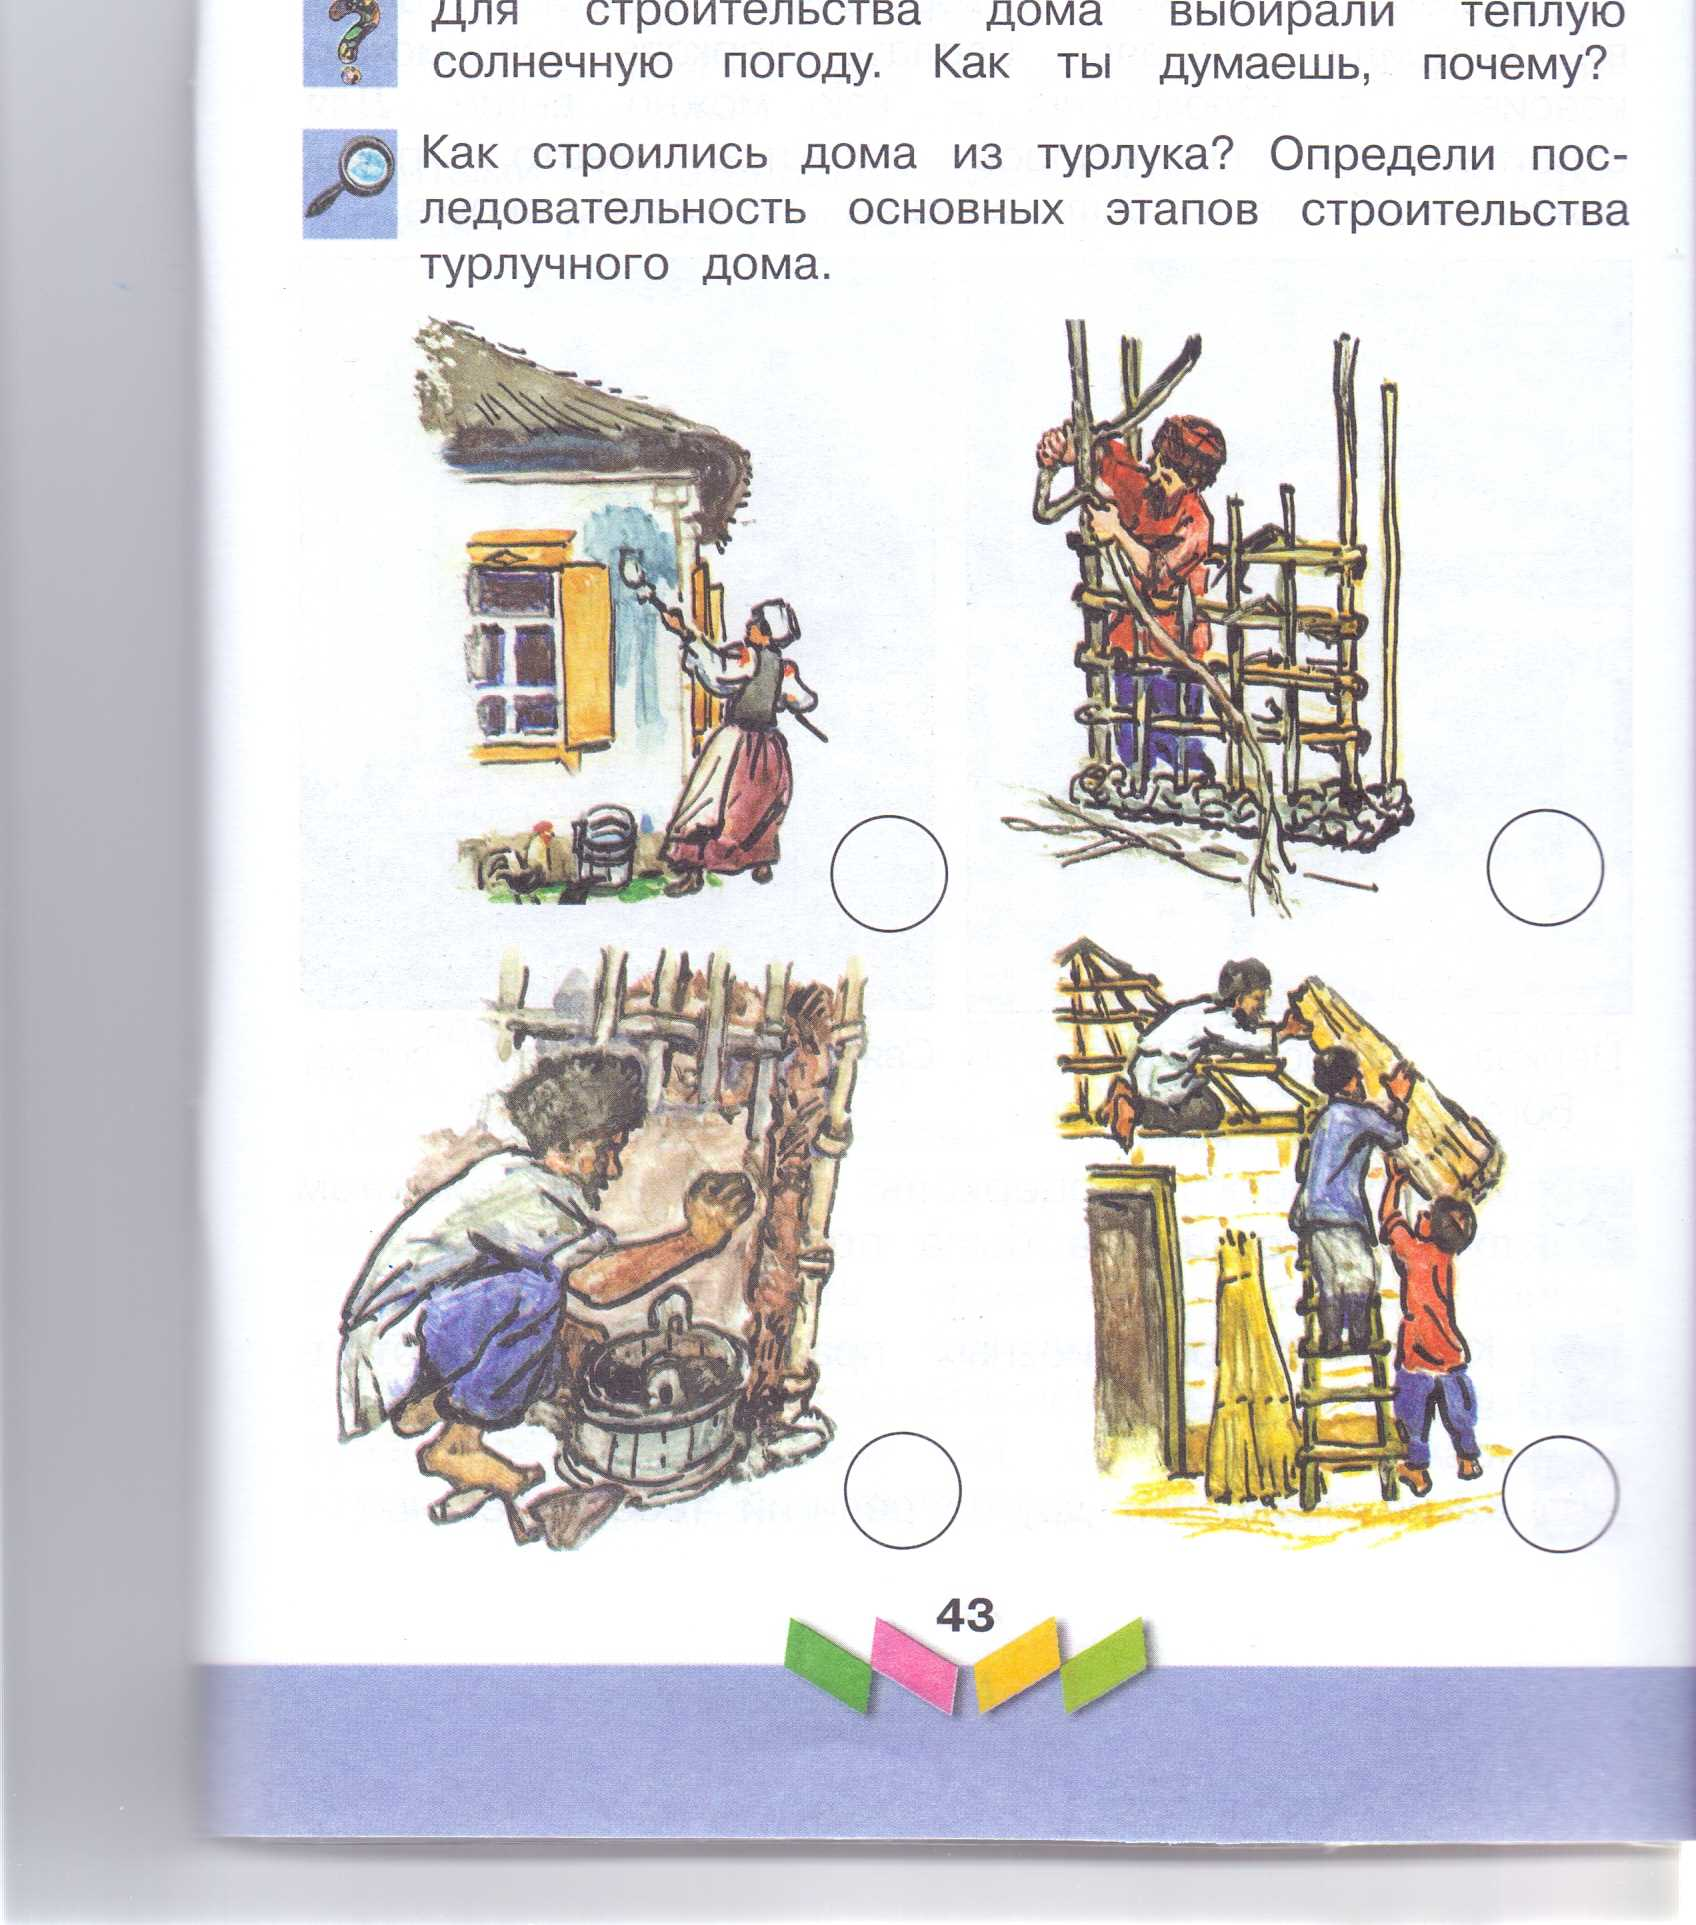 Для строительства дома выбирали теплую
солнечную погоду. Как ты думаешь, почему?
Как строились дома из турлука? Определи пос-
ледовательность основных этапов строительства
турлучного дома.
43